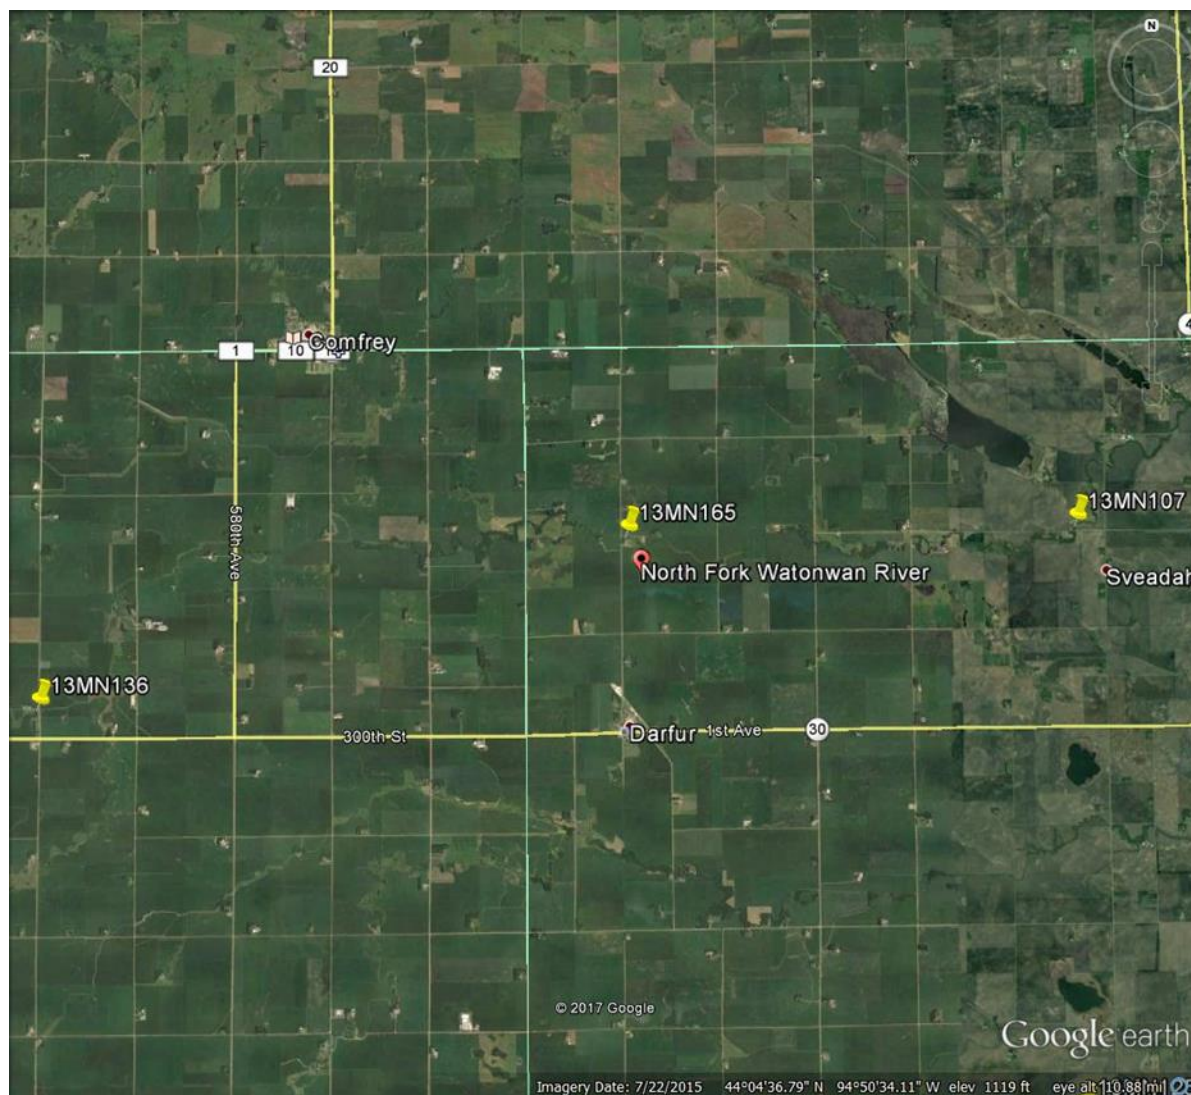 N
20
4
Comfrey
1
10
580th Ave
13MN165
13MN107
North Fork Watonwan River
Sveadah
13MN136
300th St
Darfur
1st Ave
30
© 2017 Google
Google earth
Imagery Date: 7/22/2015 44°04'36.79" N 94°50'34.11" W elev 1119 ft eye alt 10.88 mi